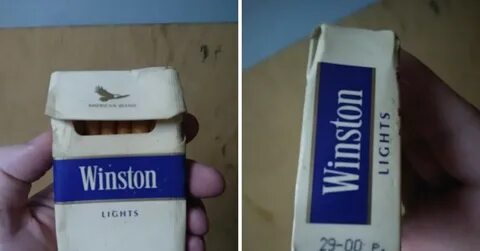 AMERICAN BLEND
Winston
LIGHTS
Winston
LIGHTS
29-00 P.